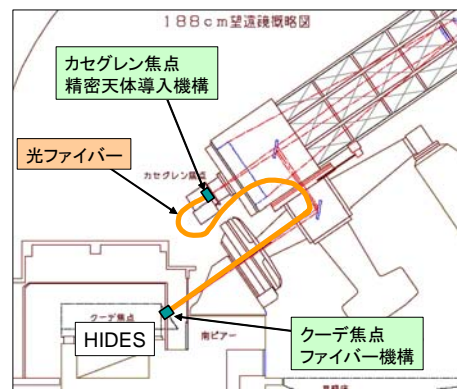 188cm望遠鏡概略図
カセグレン焦点
精密天体導入機構
光ファイバー
カセグレン焦点
クーデ焦点
HIDES
南ピアー
クーデ焦点
ファイバー機構